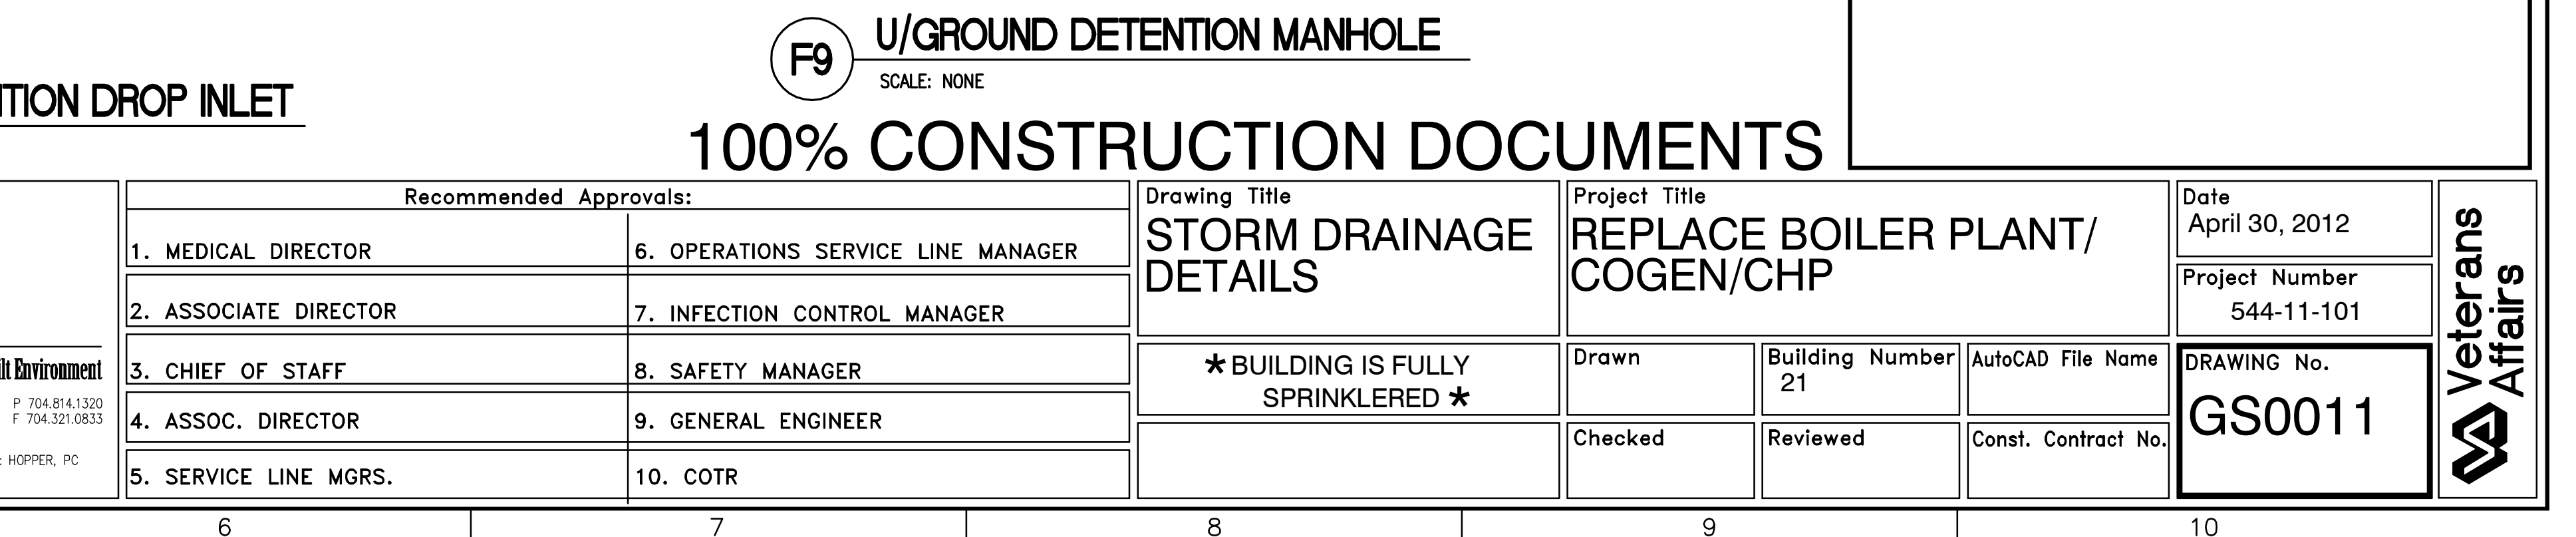 F9
U/GROUND DETENTION MANHOLE
SCALE: NONE
DROP INLET
100% CONSTRUCTION DOCUMENTS
Environment
P 704.814.1320
F 704.321.0833
HOPPER, PC
Recommended Approvals:
1. MEDICAL DIRECTOR
2. ASSOCIATE DIRECTOR
3. CHIEF OF STAFF
4. ASSOC. DIRECTOR
5. SERVICE LINE MGRS.
6. OPERATIONS SERVICE LINE MANAGER
7. INFECTION CONTROL MANAGER
8. SAFETY MANAGER
9. GENERAL ENGINEER
10. COTR
Drawing Title
STORM DRAINAGE
DETAILS
* BUILDING IS FULLY
SPRINKLERED *
Project Title
REPLACE BOILER PLANT/
COGEN/CHP
Drawn
Building Number
21
AutoCAD File Name
Checked
Reviewed
Const. Contract No.
Date
April 30, 2012
Project Number
544-11-101
DRAWING No.
GS0011
Veterans
Affairs
6
7
8
9
10